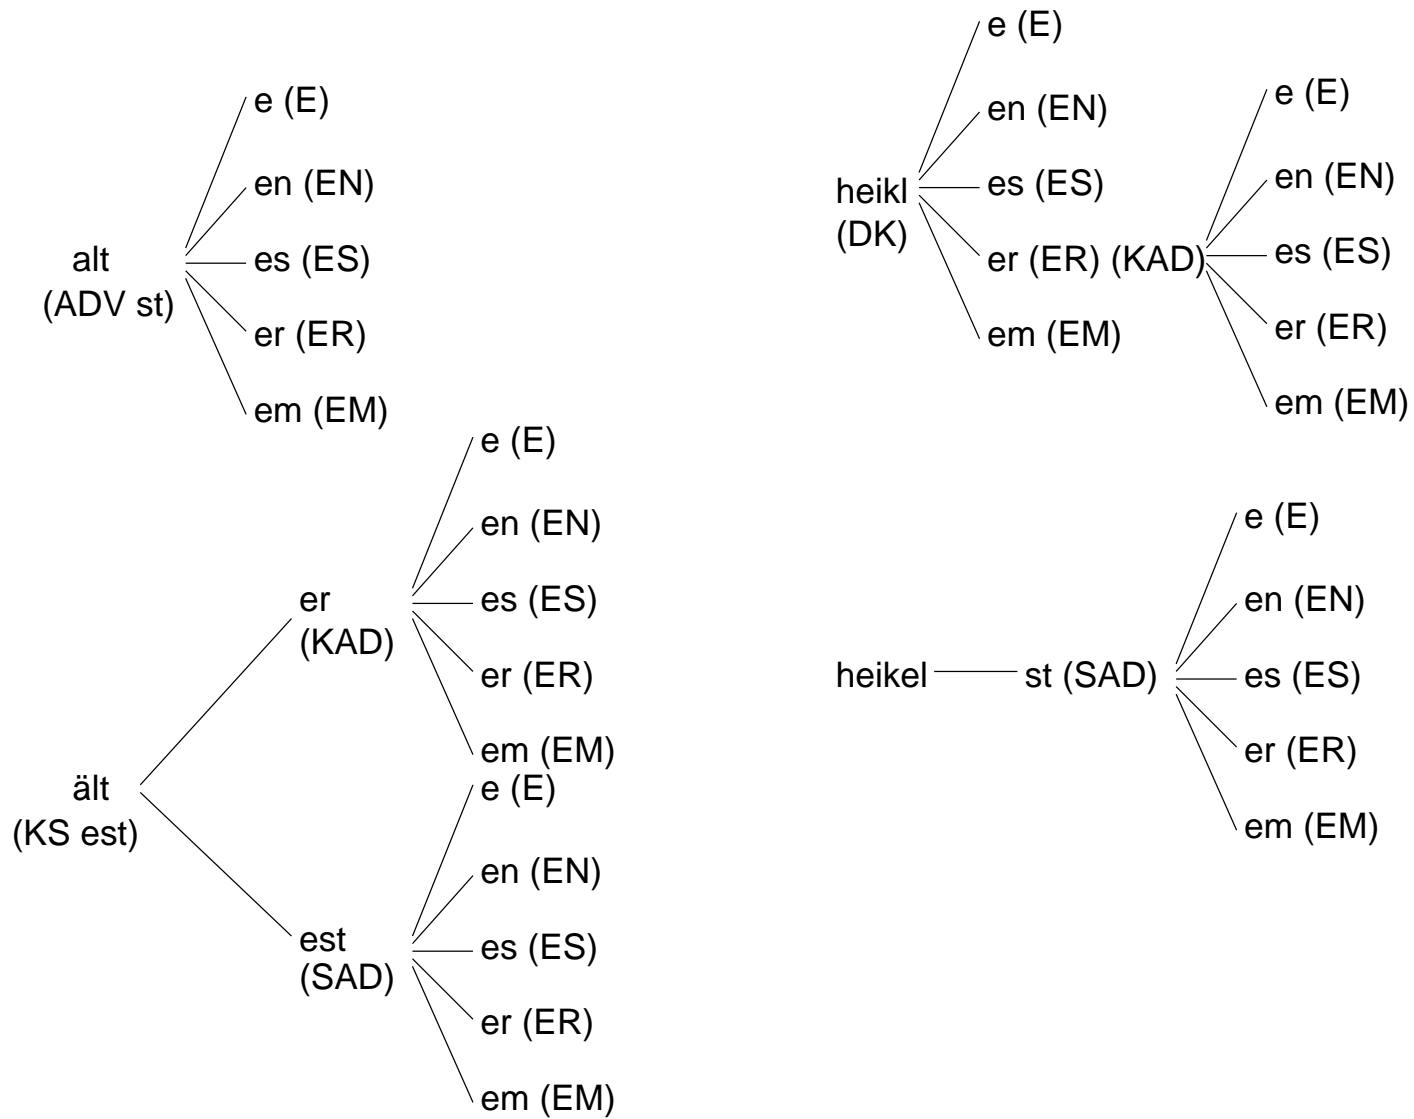 alt
(ADV st)
e (E)
en (EN)
es (ES)
er (ER)
em (EM)
heikl
(DK)
e (E)
en (EN)
es (ES)
er (ER) (KAD)
em (EM)
e (E)
en (EN)
es (ES)
er (ER)
em (EM)
ält
(KS est)
er
(KAD)
e (E)
en (EN)
es (ES)
er (ER)
em (EM)
est
(SAD)
e (E)
en (EN)
es (ES)
er (ER)
em (EM)
heikel
st (SAD)
e (E)
en (EN)
es (ES)
er (ER)
em (EM)